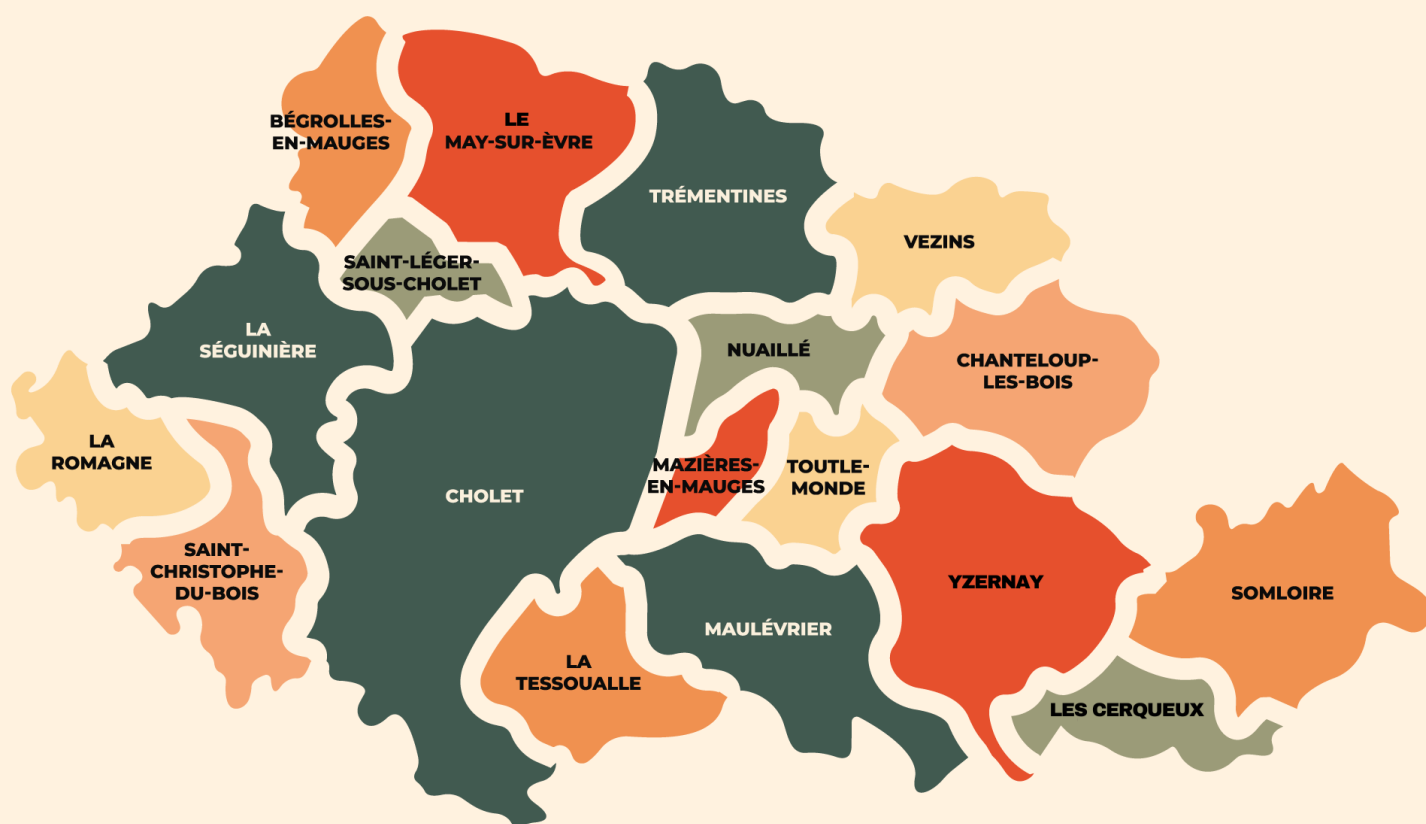 BÉGROLLES-
EN-MAUGES
LE
MAY-SUR-ÈVRE
TRÉMENTINES
VEZINS
SAINT-LÉGER-
SOUS-CHOLET
LA
SÉGUINIÈRE
NUAILLÉ
CHANTELOUP-
LES-BOIS
LA
ROMAGNE
MAZIÈRES-
EN-MAUGES
TOUTLE-
MONDE
CHOLET
SAINT-
CHRISTOPHE-
DU-BOIS
YZERNAY
SOMLOIRE
MAULÉVRIER
LA
TESSOUALLE
LES CERQUEUX